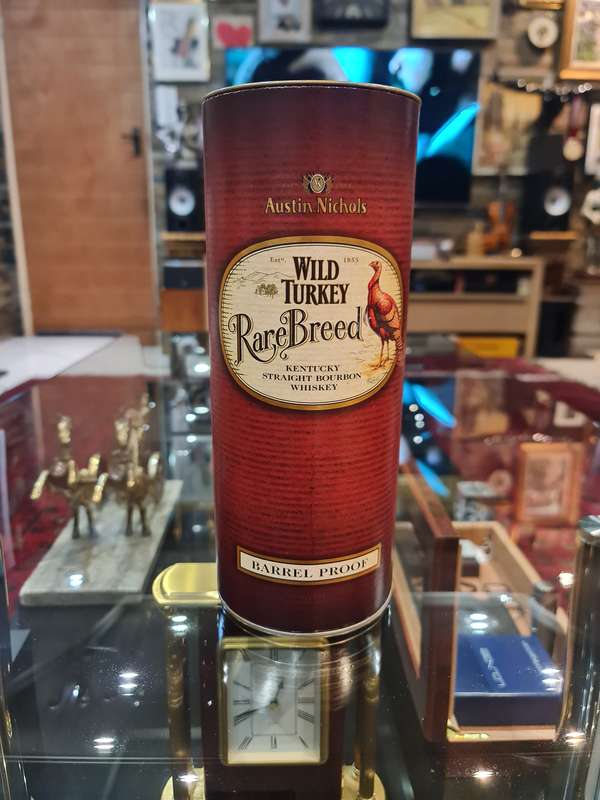 Austin, Nichols
Estd. 1855
WILD
TURKEY
RareBreed
KENTUCKY
STRAIGHT BOURBON
WHISKEY
BARREL PROOF